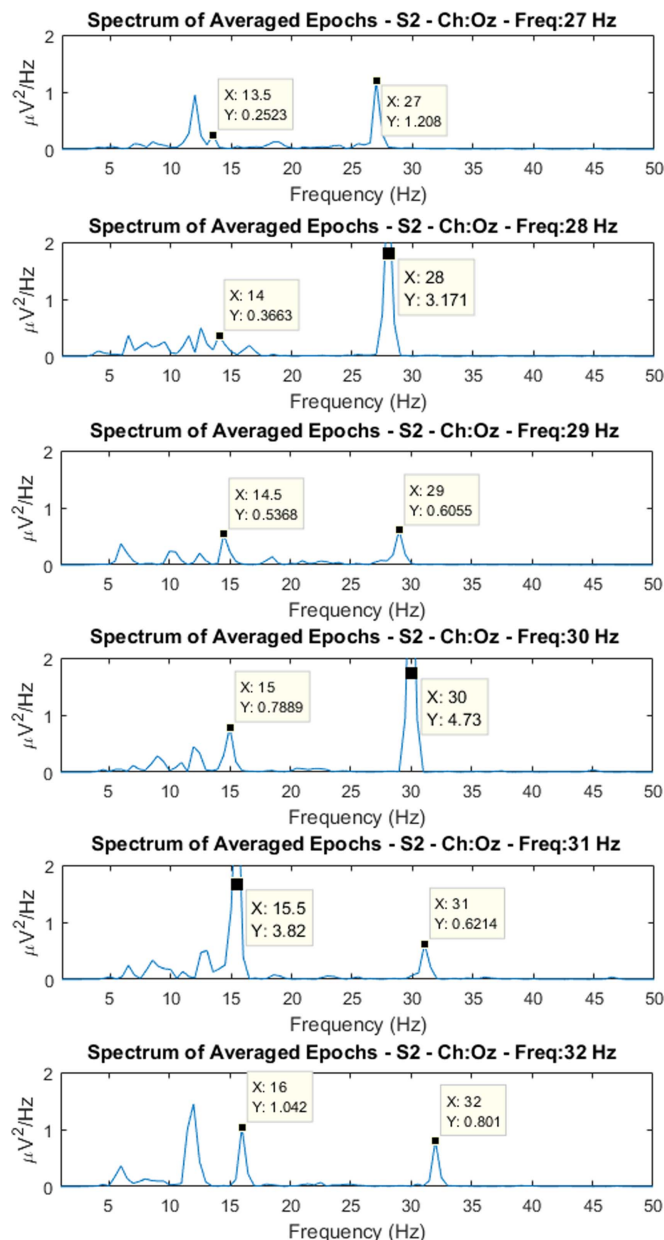 Spectrum of Averaged Epochs - S2 - Ch:Oz - Freq:27 Hz
2
1
0
μV²/Hz
X: 13.5
Y: 0.2523
X: 27
Y: 1.208
5 10 15 20 25 30 35 40 45 50
Frequency (Hz)
Spectrum of Averaged Epochs - S2 - Ch:Oz - Freq:28 Hz
2
1
0
μV²/Hz
X: 14
Y: 0.3663
X: 28
Y: 3.171
5 10 15 20 25 30 35 40 45 50
Frequency (Hz)
Spectrum of Averaged Epochs - S2 - Ch:Oz - Freq:29 Hz
2
1
0
μV²/Hz
X: 14.5
Y: 0.5368
X: 29
Y: 0.6055
5 10 15 20 25 30 35 40 45 50
Frequency (Hz)
Spectrum of Averaged Epochs - S2 - Ch:Oz - Freq:30 Hz
2
1
0
μV²/Hz
X: 15
Y: 0.7889
X: 30
Y: 4.73
5 10 15 20 25 30 35 40 45 50
Frequency (Hz)
Spectrum of Averaged Epochs - S2 - Ch:Oz - Freq:31 Hz
2
1
0
μV²/Hz
X: 15.5
Y: 3.82
X: 31
Y: 0.6214
5 10 15 20 25 30 35 40 45 50
Frequency (Hz)
Spectrum of Averaged Epochs - S2 - Ch:Oz - Freq:32 Hz
2
1
0
μV²/Hz
X: 16
Y: 1.042
X: 32
Y: 0.801
5 10 15 20 25 30 35 40 45 50
Frequency (Hz)